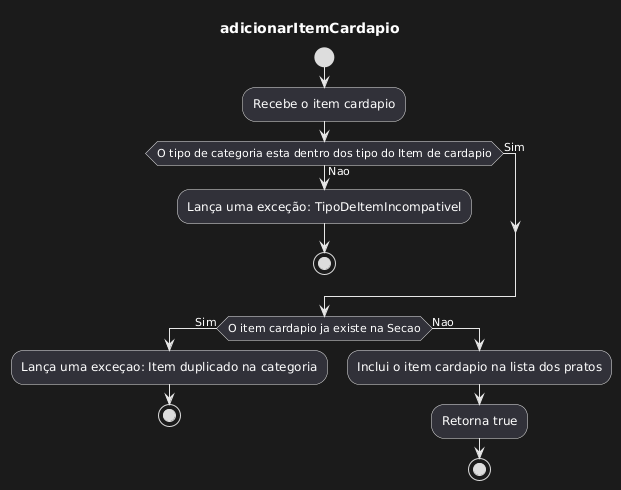 adicionarItemCardapio
Recebe o item cardapio
O tipo de categoria esta dentro dos tipo do Item de cardapio
Sim
Nao
Lança uma exceção: TipoDeItemIncompativel
Sim
O item cardapio ja existe na Secao
Nao
Lança uma exceçao: Item duplicado na categoria
Inclui o item cardapio na lista dos pratos
Retorna true